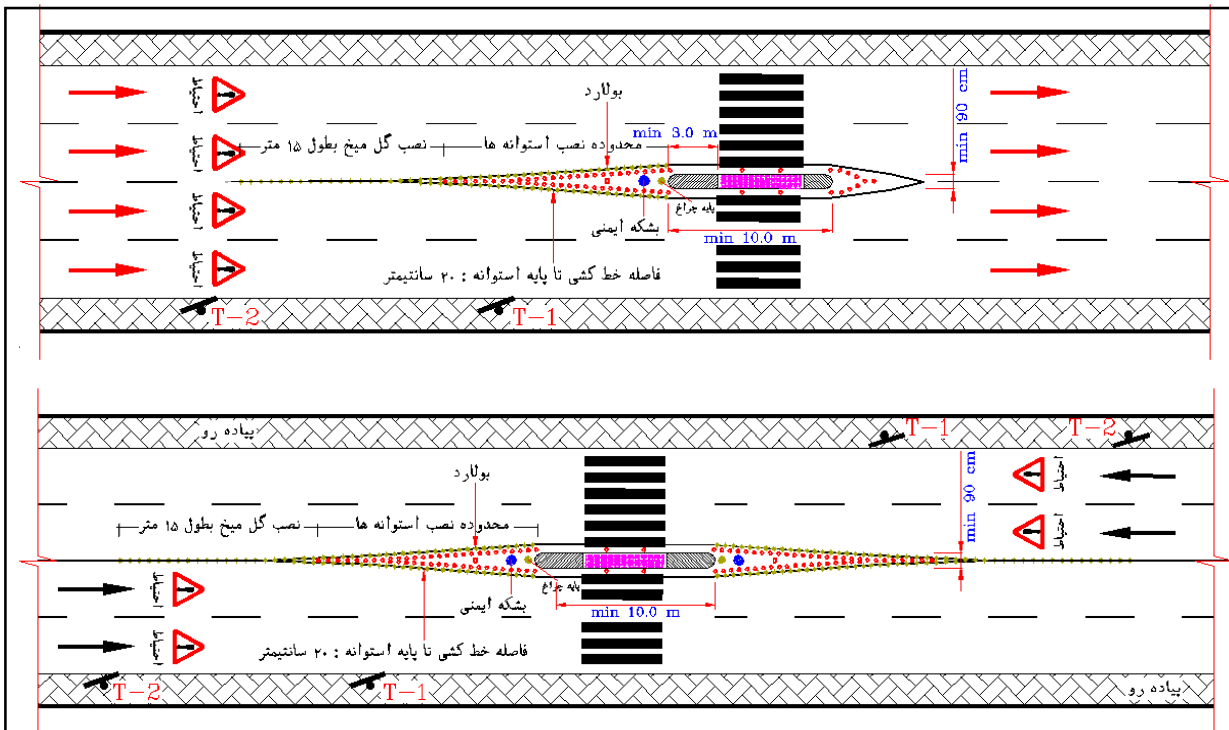 احتیاط
احتیاط
احتیاط
احتیاط
بولارد
min 3.0 m
min 90 cm
نصب گل میخ بطول ۱۵ متر
محدوده نصب استوانه ها
پایه چراغ
بشکه ایمنی
min 10.0 m
فاصله خط کشی تا پایه استوانه : ۲۰ سانتیمتر
T-2
T-1
پیاده رو
T-1
T-2
بولارد
min 90 cm
احتیاط
احتیاط
نصب گل میخ بطول ۱۵ متر
محدوده نصب استوانه ها
پایه چراغ
بشکه ایمنی
min 10.0 m
احتیاط
احتیاط
فاصله خط کشی تا پایه استوانه : ۲۰ سانتیمتر
T-2
T-1
پیاده رو